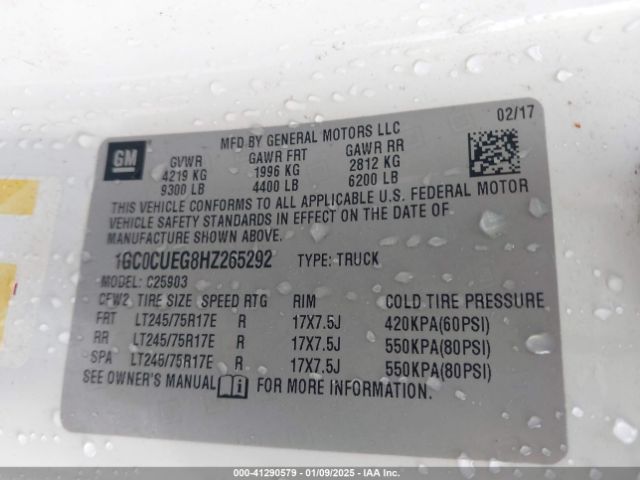 02/17
MFD BY GENERAL MOTORS LLC
GM
GVWR GAWR FRT GAWR RR
4219 KG 1996 KG 2812 KG
9300 LB 4400 LB 6200 LB
THIS VEHICLE CONFORMS TO ALL APPLICABLE U.S. FEDERAL MOTOR
VEHICLE SAFETY STANDARDS IN EFFECT ON THE DATE OF
MANUFACTURE SHOWN ABOVE.
1GC0CUEG8HZ265292 TYPE: TRUCK
MODEL: C25903
CFW2 TIRE SIZE SPEED RTG RIM COLD TIRE PRESSURE
FRT LT245/75R17E R 17X7.5J 420KPA(60PSI)
RR LT245/75R17E R 17X7.5J 550KPA(80PSI)
SPA LT245/75R17E R 17X7.5J 550KPA(80PSI)
SEE OWNER'S MANUAL FOR MORE INFORMATION.
000-41290579 - 01/09/2025 - IAA Inc.